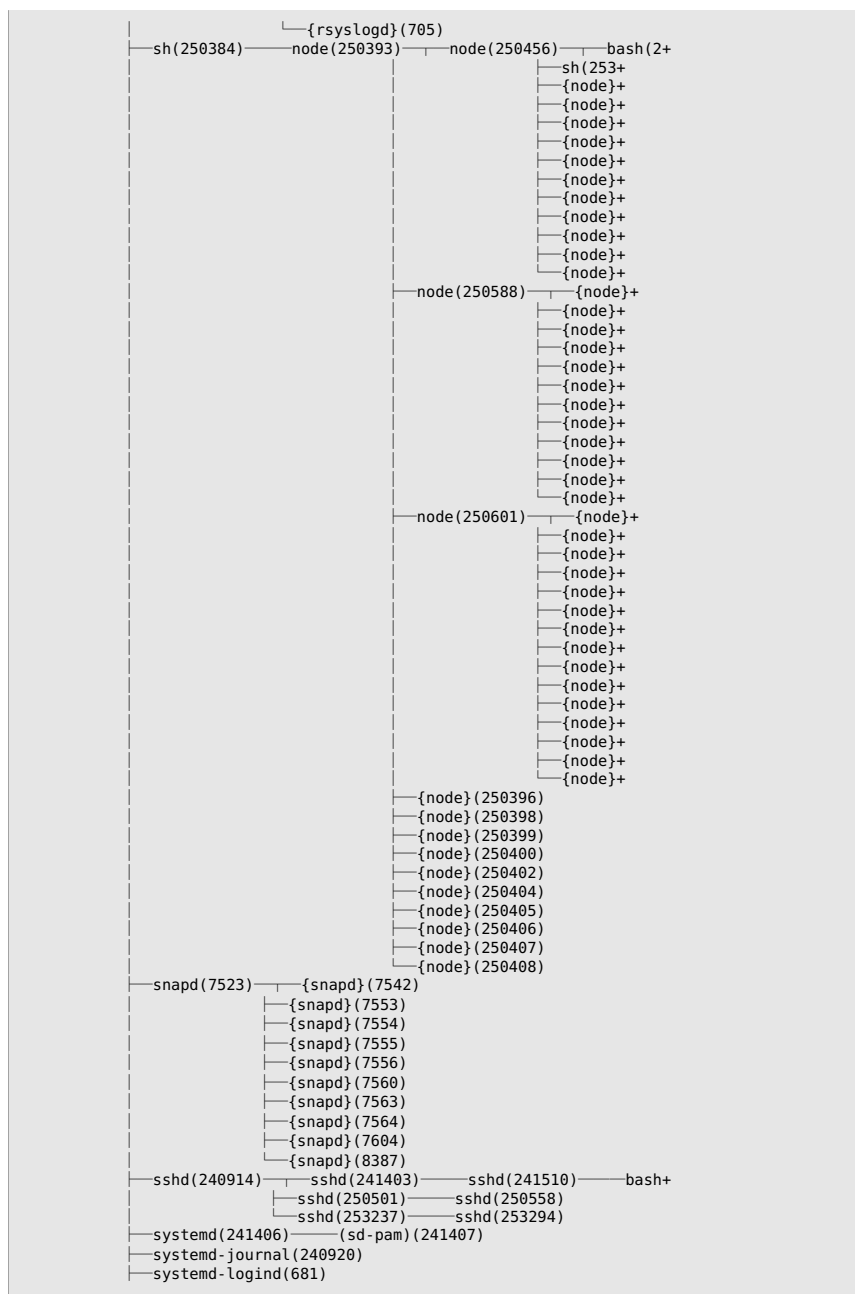 │ └─{rsyslogd}(705)
├─sh(250384)───node(250393)─┬─node(250456)─┬─bash(2+
│ │ ├─sh(253+
│ │ ├─{node}+
│ │ ├─{node}+
│ │ ├─{node}+
│ │ ├─{node}+
│ │ ├─{node}+
│ │ ├─{node}+
│ │ ├─{node}+
│ │ ├─{node}+
│ │ ├─{node}+
│ │ ├─{node}+
│ │ └─{node}+
│ ├─node(250588)─┬─{node}+
│ │ ├─{node}+
│ │ ├─{node}+
│ │ ├─{node}+
│ │ ├─{node}+
│ │ ├─{node}+
│ │ ├─{node}+
│ │ ├─{node}+
│ │ ├─{node}+
│ │ ├─{node}+
│ │ ├─{node}+
│ │ └─{node}+
│ ├─node(250601)─┬─{node}+
│ │ ├─{node}+
│ │ ├─{node}+
│ │ ├─{node}+
│ │ ├─{node}+
│ │ ├─{node}+
│ │ ├─{node}+
│ │ ├─{node}+
│ │ ├─{node}+
│ │ ├─{node}+
│ │ ├─{node}+
│ │ ├─{node}+
│ │ ├─{node}+
│ │ ├─{node}+
│ │ └─{node}+
│ ├─{node}(250396)
│ ├─{node}(250398)
│ ├─{node}(250399)
│ ├─{node}(250400)
│ ├─{node}(250402)
│ ├─{node}(250404)
│ ├─{node}(250405)
│ ├─{node}(250406)
│ ├─{node}(250407)
│ └─{node}(250408)
├─snapd(7523)─┬─{snapd}(7542)
│ ├─{snapd}(7553)
│ ├─{snapd}(7554)
│ ├─{snapd}(7555)
│ ├─{snapd}(7556)
│ ├─{snapd}(7560)
│ ├─{snapd}(7563)
│ ├─{snapd}(7564)
│ ├─{snapd}(7604)
│ └─{snapd}(8387)
├─sshd(240914)─┬─sshd(241403)───sshd(241510)───bash+
│ ├─sshd(250501)───sshd(250558)
│ └─sshd(253237)───sshd(253294)
├─systemd(241406)───(sd-pam)(241407)
├─systemd-journal(240920)
├─systemd-logind(681)